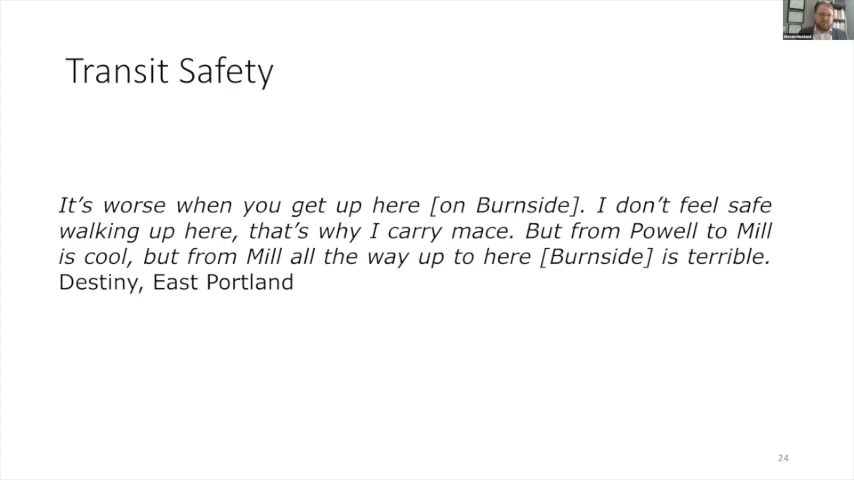 Transit Safety
It's worse when you get up here [on Burnside]. I don't feel safe
walking up here, that's why I carry mace. But from Powell to Mill
is cool, but from Mill all the way up to here [Burnside] is terrible.
Destiny, East Portland
24